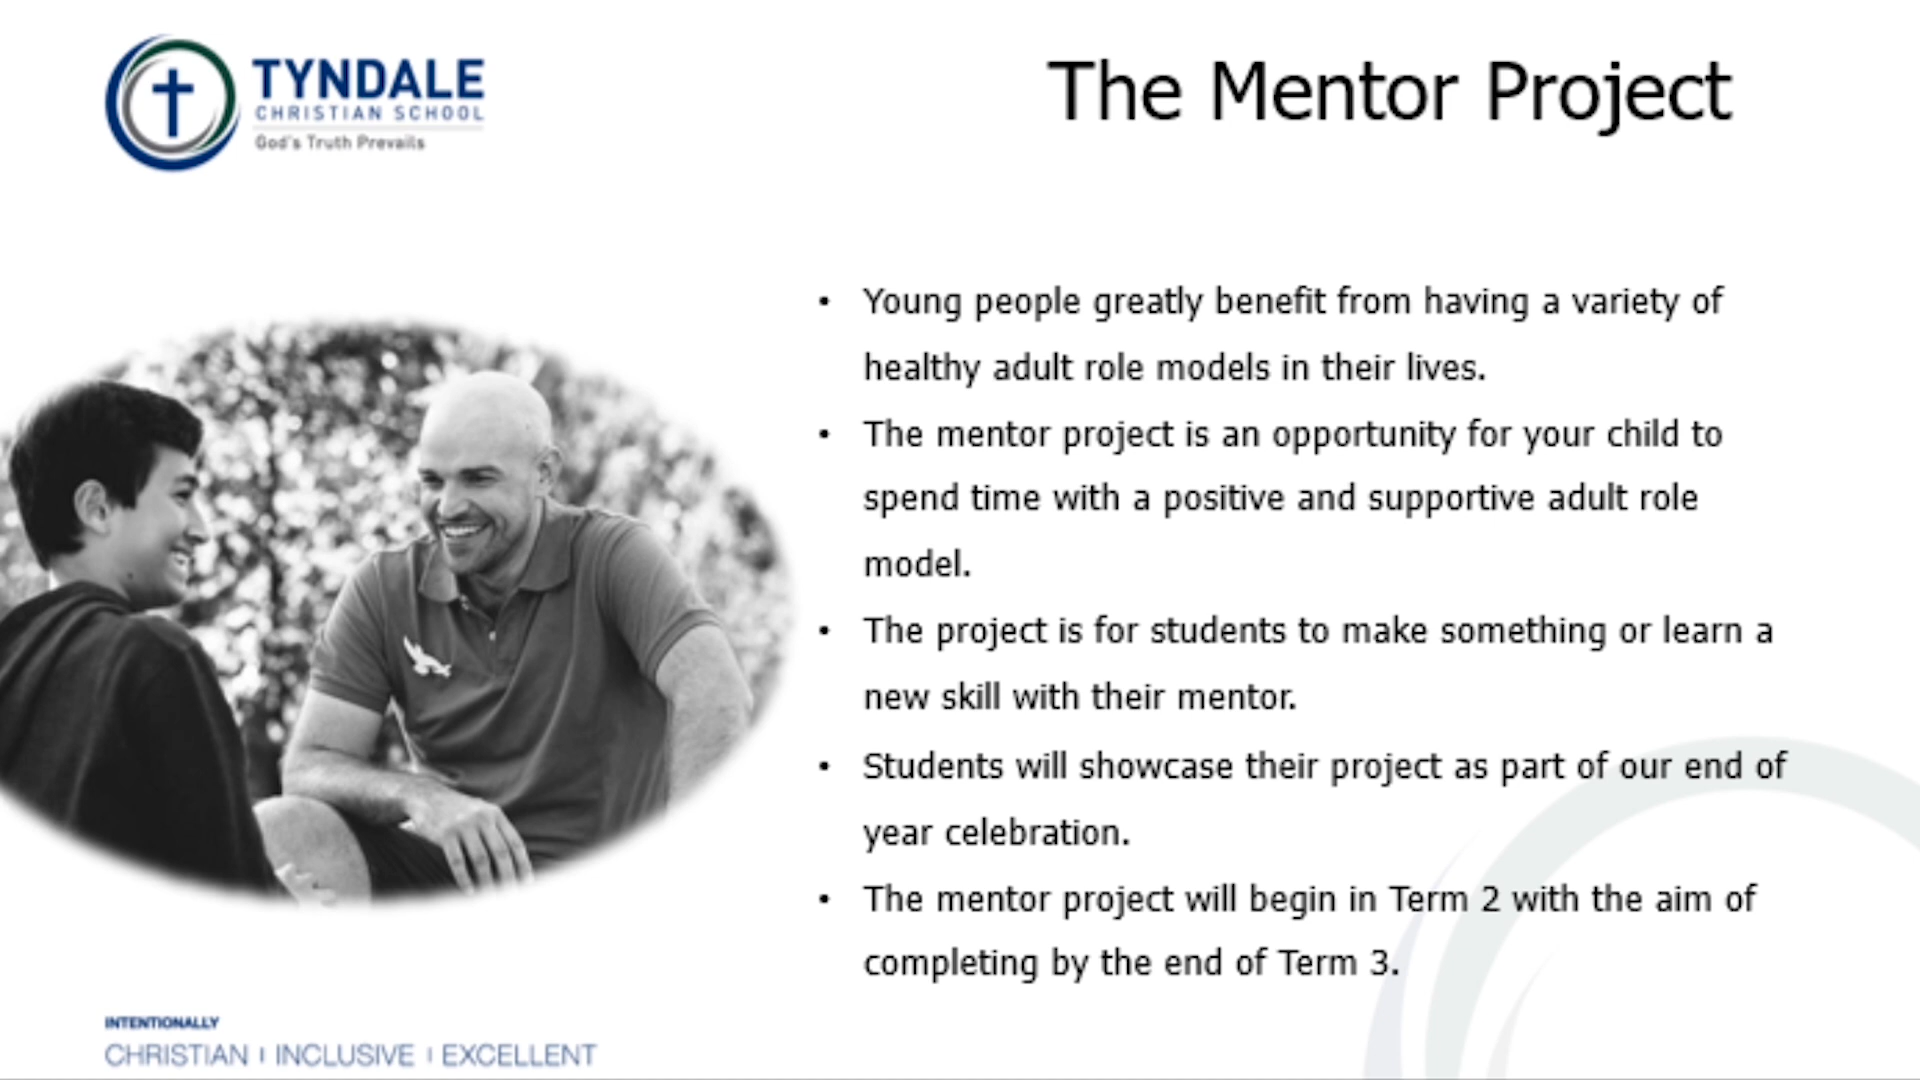 TYNDALE
CHRISTIAN SCHOOL
God's Truth Prevails
The Mentor Project
• Young people greatly benefit from having a variety of
healthy adult role models in their lives.
• The mentor project is an opportunity for your child to
spend time with a positive and supportive adult role
model.
• The project is for students to make something or learn a
new skill with their mentor.
• Students will showcase their project as part of our end of
year celebration.
• The mentor project will begin in Term 2 with the aim of
completing by the end of Term 3.
INTENTIONALLY
CHRISTIAN | INCLUSIVE | EXCELLENT